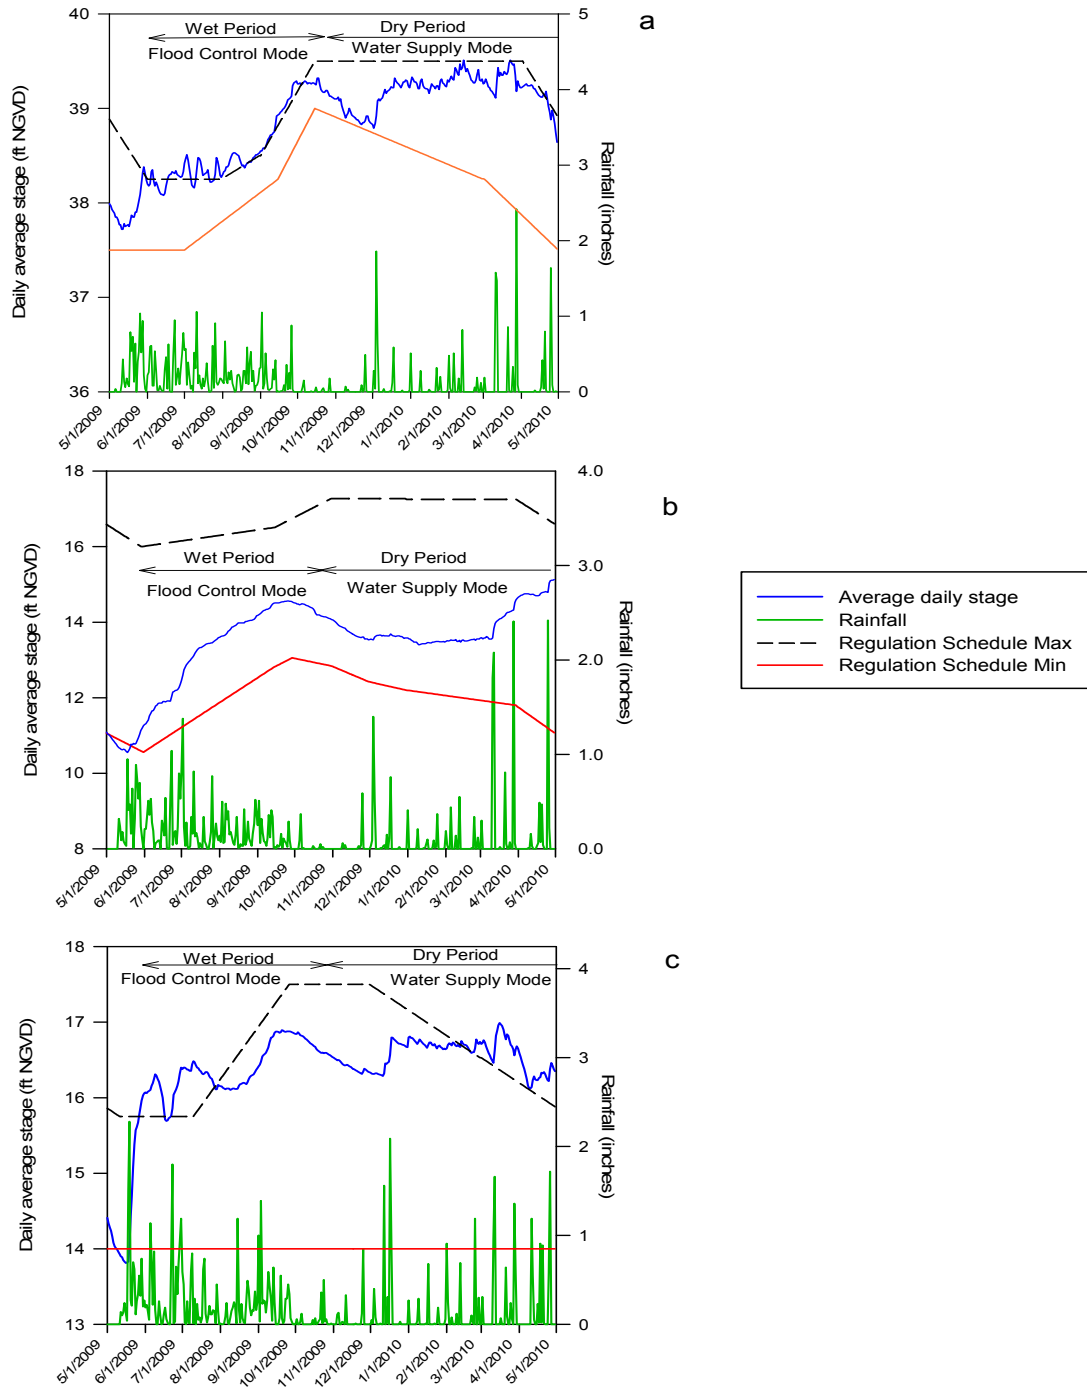 a
40
39
38
37
36
5
4
3
2
1
0
Wet Period
Dry Period
Flood Control Mode
Water Supply Mode
Daily average stage (ft NGVD)
Rainfall (inches)
5/1/2009
6/1/2009
7/1/2009
8/1/2009
9/1/2009
10/1/2009
11/1/2009
12/1/2009
1/1/2010
2/1/2010
3/1/2010
4/1/2010
5/1/2010
b
18
16
14
12
10
8
4.0
3.0
2.0
1.0
0.0
Wet Period
Dry Period
Flood Control Mode
Water Supply Mode
Daily average stage (ft NGVD)
Rainfall (inches)
5/1/2009
6/1/2009
7/1/2009
8/1/2009
9/1/2009
10/1/2009
11/1/2009
12/1/2009
1/1/2010
2/1/2010
3/1/2010
4/1/2010
5/1/2010
Average daily stage
Rainfall
Regulation Schedule Max
Regulation Schedule Min
c
18
17
16
15
14
13
4
3
2
1
0
Wet Period
Dry Period
Flood Control Mode
Water Supply Mode
Daily average stage (ft NGVD)
Rainfall (inches)
5/1/2009
6/1/2009
7/1/2009
8/1/2009
9/1/2009
10/1/2009
11/1/2009
12/1/2009
1/1/2010
2/1/2010
3/1/2010
4/1/2010
5/1/2010